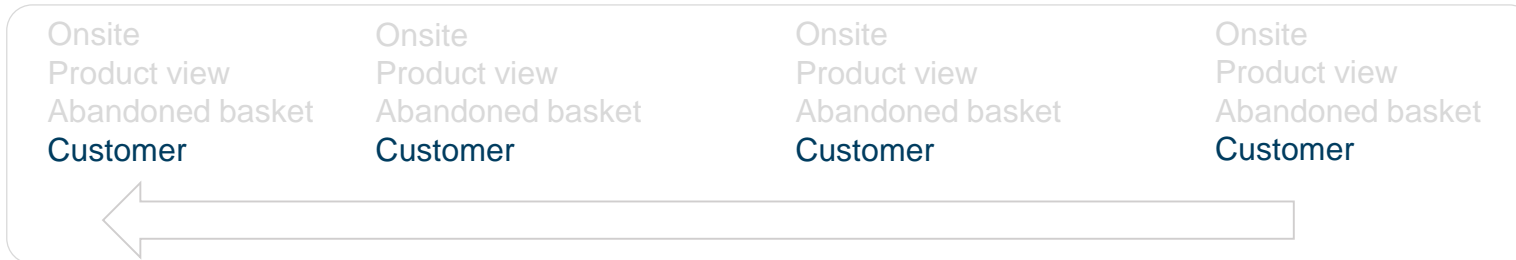 Onsite
Product view
Abandoned basket
Customer
Onsite
Product view
Abandoned basket
Customer
Onsite
Product view
Abandoned basket
Customer
Onsite
Product view
Abandoned basket
Customer